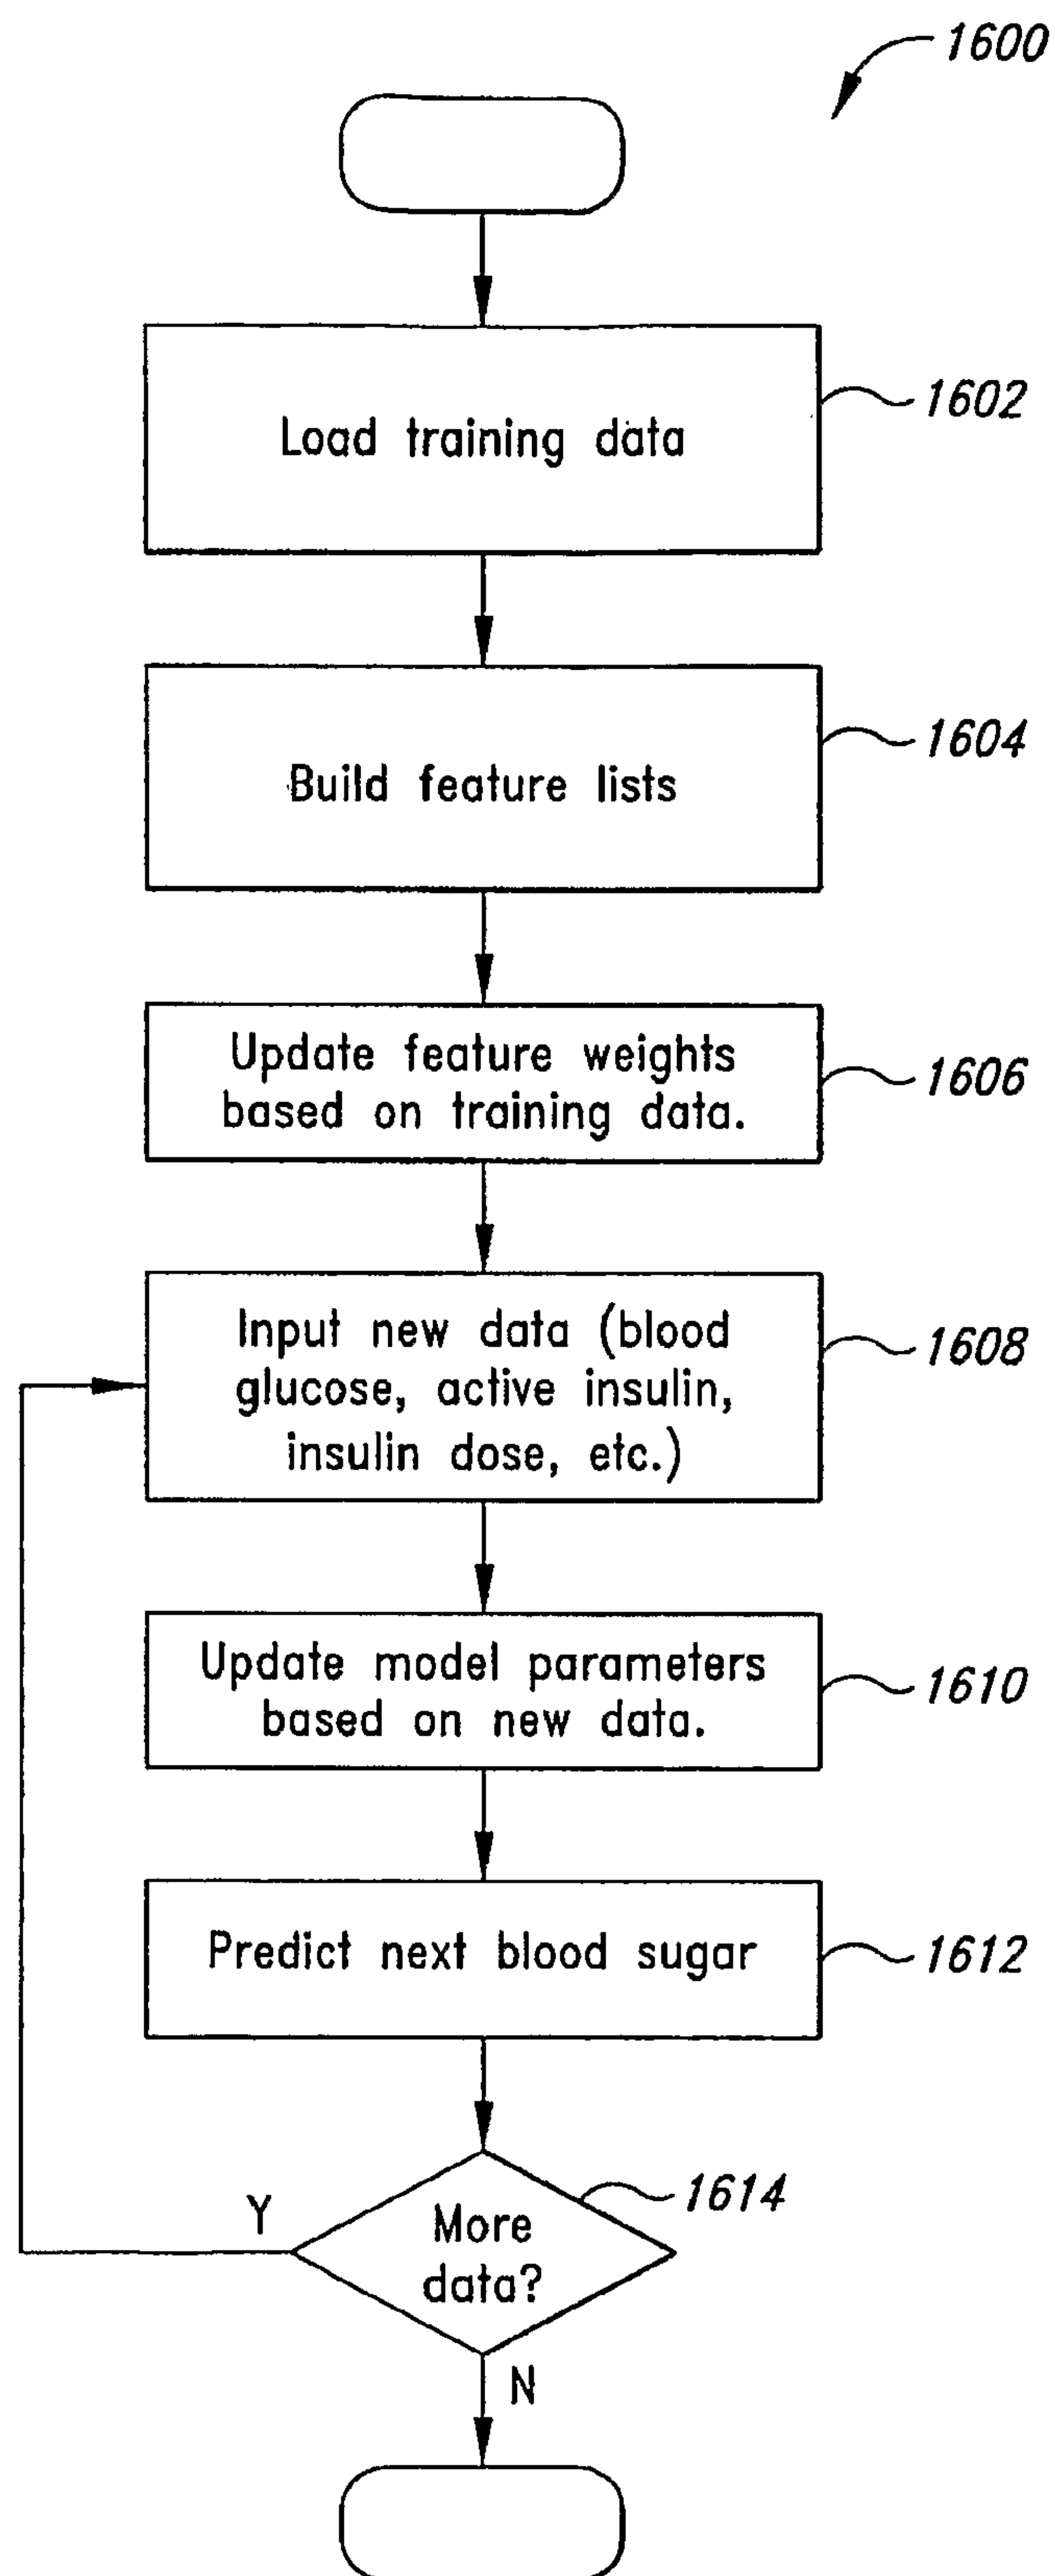 1600
Load training data
1602
Build feature lists
1604
Update feature weights
based on training data.
1606
Input new data (blood
glucose, active insulin,
insulin dose, etc.)
1608
Update model parameters
based on new data.
1610
Predict next blood sugar
1612
1614
Y
More
data?
N